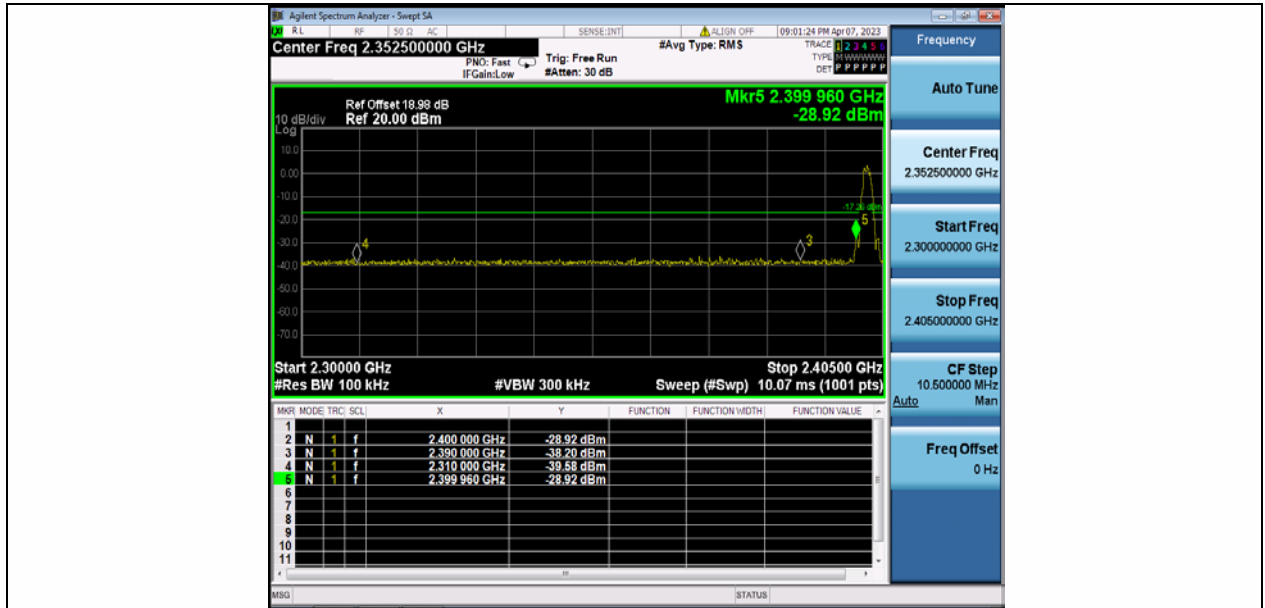 Agilent Spectrum Analyzer - Swept SA
RL RF 50 Ω AC SENSE:INT ALIGN OFF 09:01:24 PM Apr 07, 2023
Center Freq 2.352500000 GHz
#Avg Type: RMS
TRACE 1 2 3 4 5 6
PNO: Fast Trig: Free Run
TYPE M WWWWW
IFGain:Low #Atten: 30 dB
DET P P P P P P
Mkr5 2.399 960 GHz
-28.92 dBm
Ref Offset 18.98 dB
10 dB/div Ref 20.00 dBm
Log
10.0
0.00
-10.0
-17.26 dBm
-20.0
5
-30.0
4
3
-40.0
-50.0
-60.0
-70.0
Start 2.30000 GHz Stop 2.40500 GHz
#Res BW 100 kHz #VBW 300 kHz Sweep (#Swp) 10.07 ms (1001 pts)
MKR MODE TRC SCL X Y FUNCTION FUNCTION WIDTH FUNCTION VALUE
1
2 N 1 f 2.400 000 GHz -28.92 dBm
3 N 1 f 2.390 000 GHz -38.20 dBm
4 N 1 f 2.310 000 GHz -39.58 dBm
5 N 1 f 2.399 960 GHz -28.92 dBm
6
7
8
9
10
11
MSG STATUS
Frequency
Auto Tune
Center Freq
2.352500000 GHz
Start Freq
2.300000000 GHz
Stop Freq
2.405000000 GHz
CF Step
10.500000 MHz
Auto Man
Freq Offset
0 Hz